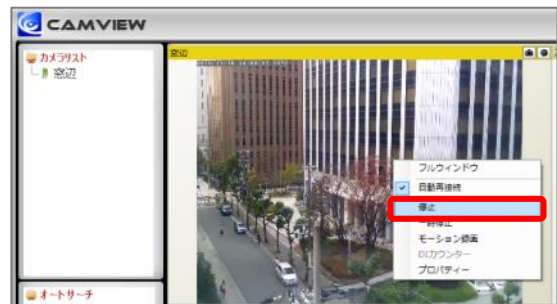 CAMVIEW
カメラリスト
窓辺
窓辺
フルウィンドウ
自動再接続
停止
一時停止
モーション録画
DIカウンター
プロパティー
オートサーチ